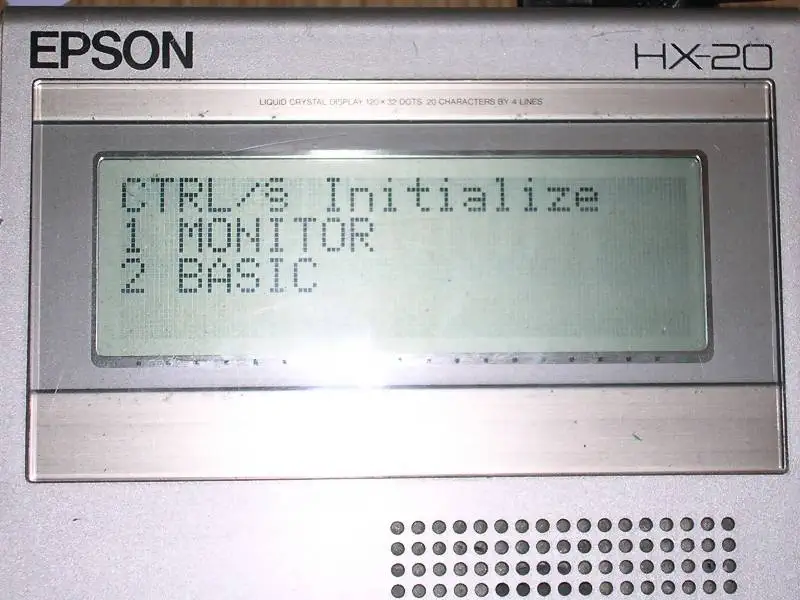 EPSON HX-20
LIQUID CRYSTAL DISPLAY 120×32 DOTS 20 CHARACTERS BY 4 LINES
CTRL/s Initialize
1 MONITOR
2 BASIC